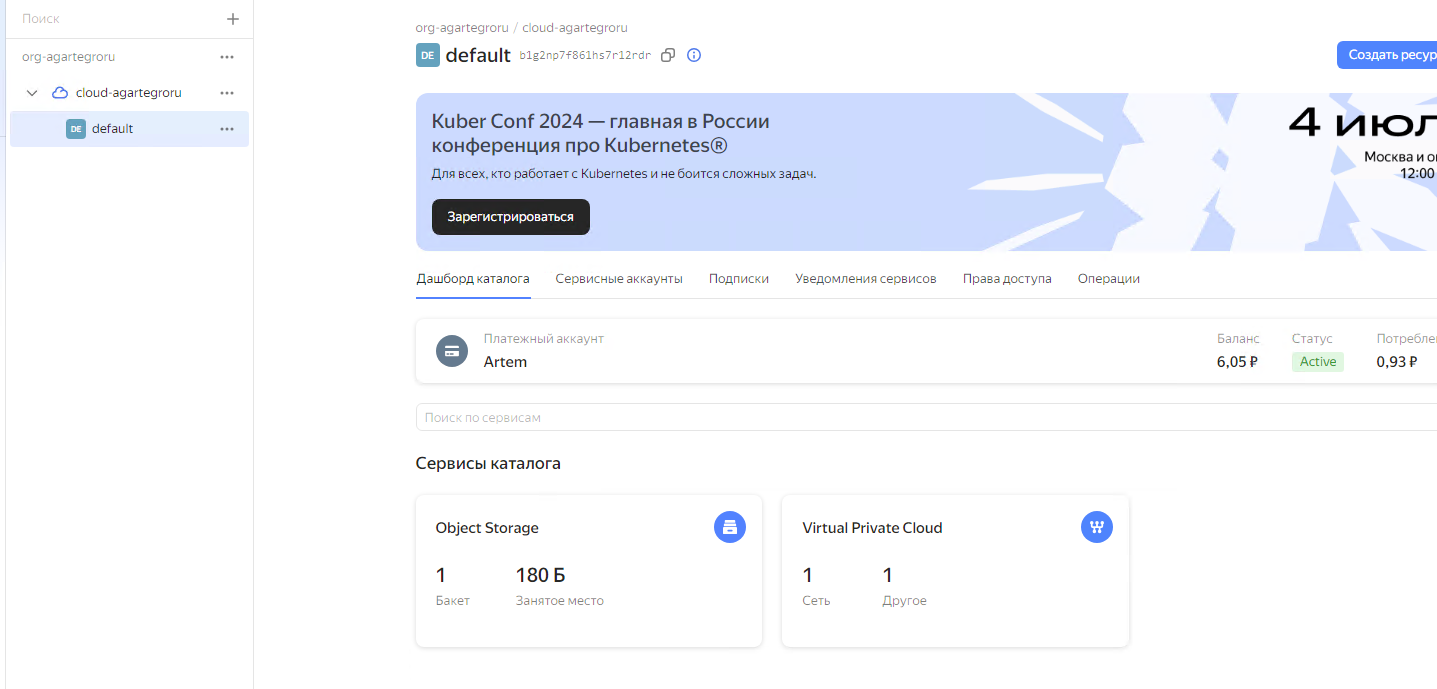 Поиск
org-agartegroru
cloud-agartegroru
DE default
org-agartegroru / cloud-agartegroru
DE default b1g2np7f861hs7r12rdr
Создать ресур
Kuber Conf 2024 — главная в России
конференция про Kubernetes®
Для всех, кто работает с Kubernetes и не боится сложных задач.
Зарегистрироваться
4 июл
Москва и о
12:00
Дашборд каталога Сервисные аккаунты Подписки Уведомления сервисов Права доступа Операции
Платежный аккаунт
Artem
Баланс Статус Потребле
6,05 ₽ Active 0,93 ₽
Поиск по сервисам
Сервисы каталога
Object Storage
1 180 Б
Бакет Занятое место
Virtual Private Cloud
1 1
Сеть Другое